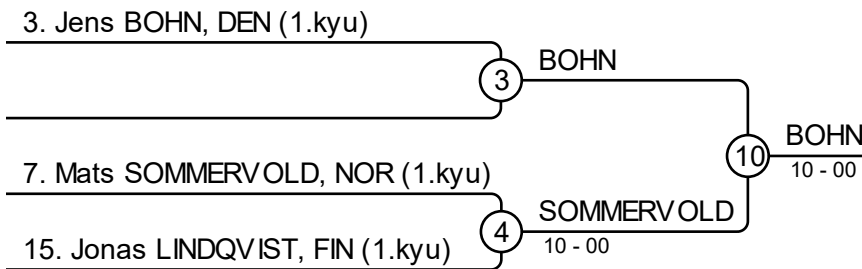 3. Jens BOHN, DEN (1.kyu)
3
BOHN
7. Mats SOMMERVOLD, NOR (1.kyu)
10
BOHN
10 - 00
4
SOMMERVOLD
10 - 00
15. Jonas LINDQVIST, FIN (1.kyu)